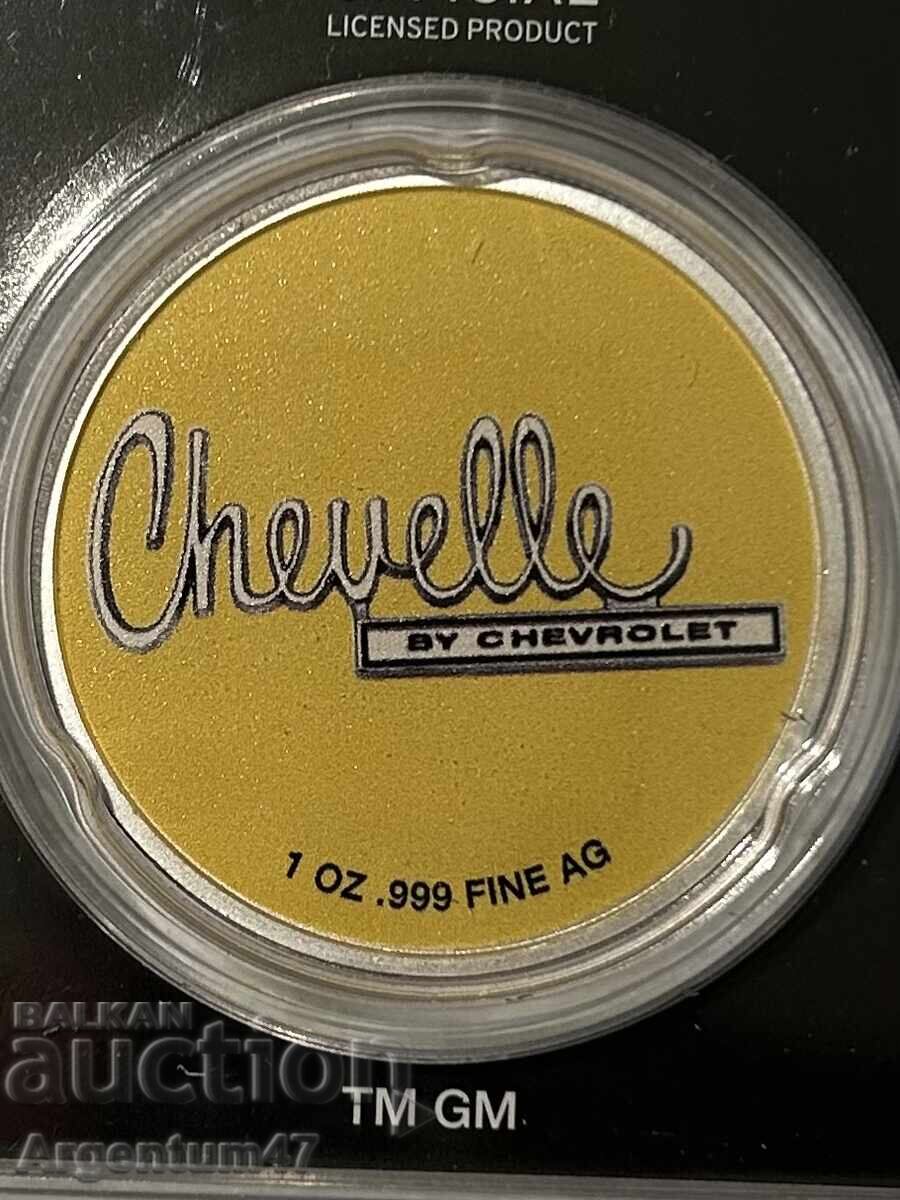 LICENSED PRODUCT
Chevelle
BY CHEVROLET
1 OZ .999 FINE AG
BALKAN
auction
TM GM
Argentum47